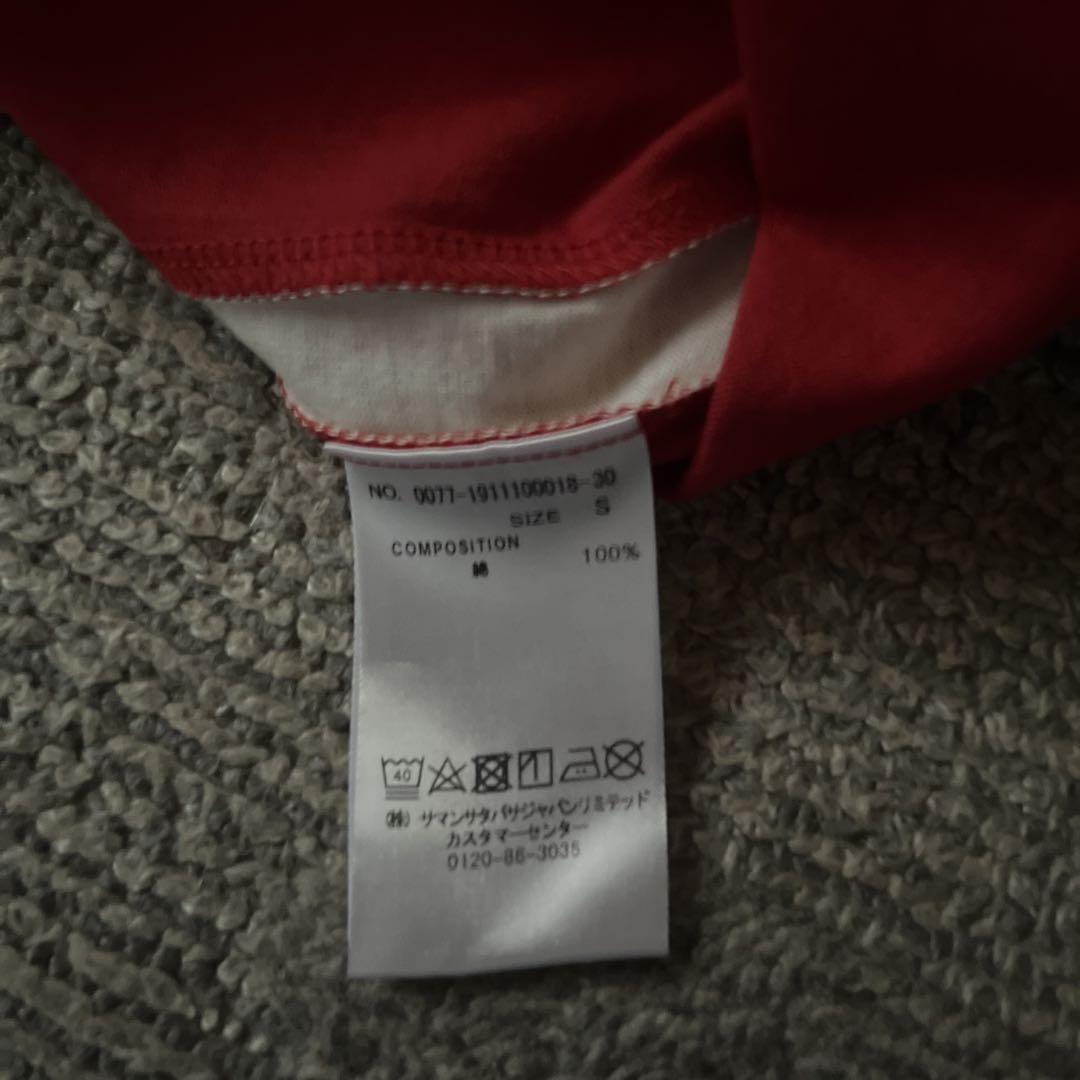 NO. 0077-1911100018-30
SIZE S
COMPOSITION
綿 100%
40
㈱ サマンサタバサジャパンリミテッド
カスタマーセンター
0120-86-3035